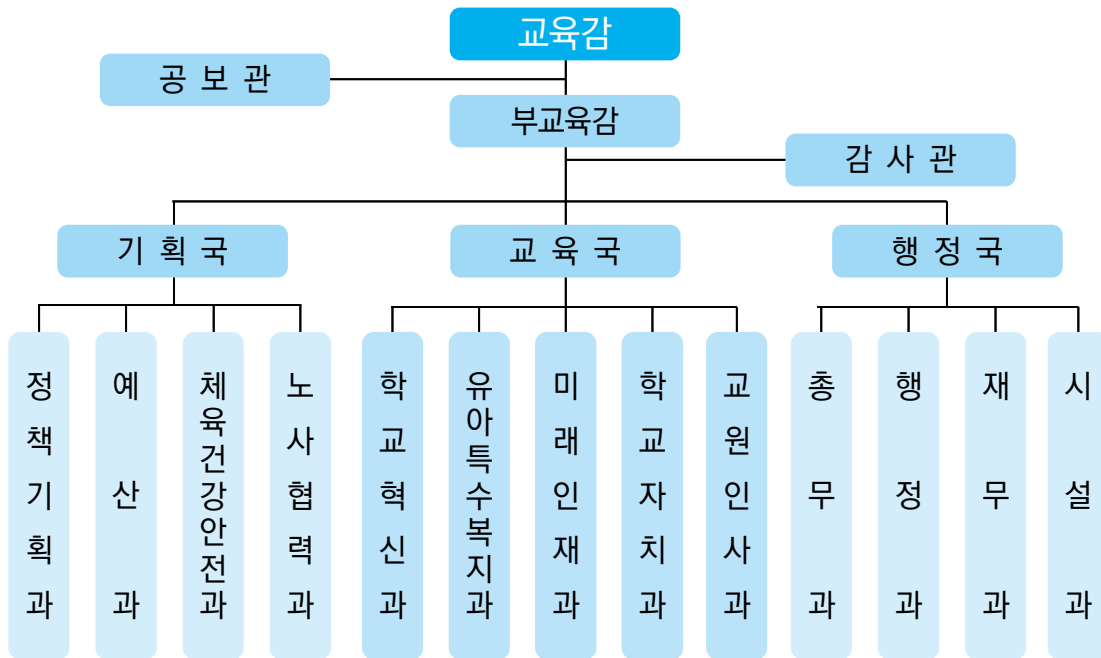 교육감
공 보 관
부교육감
감 사 관
기 획 국
교 육 국
행 정 국
정책기획과
예산과
체육건강안전과
노사협력과
학교혁신과
유아특수복지과
미래인재과
학교자치과
교원인사과
총무과
행정과
재무과
시설과